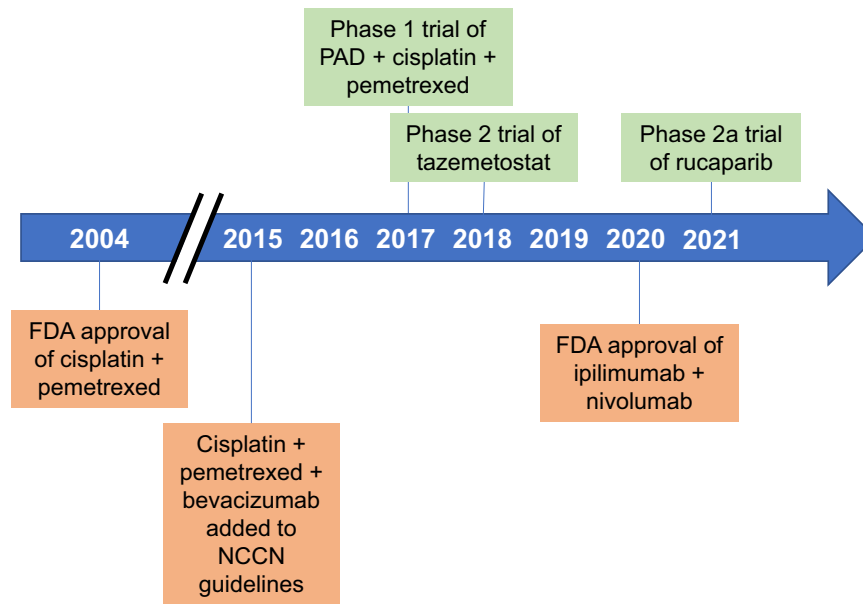 Phase 1 trial of
PAD + cisplatin +
pemetrexed
Phase 2 trial of
tazemetostat
Phase 2a trial
of rucaparib
2004 2015 2016 2017 2018 2019 2020 2021
FDA approval
of cisplatin +
pemetrexed
FDA approval of
ipilimumab +
nivolumab
Cisplatin +
pemetrexed +
bevacizumab
added to
NCCN
guidelines